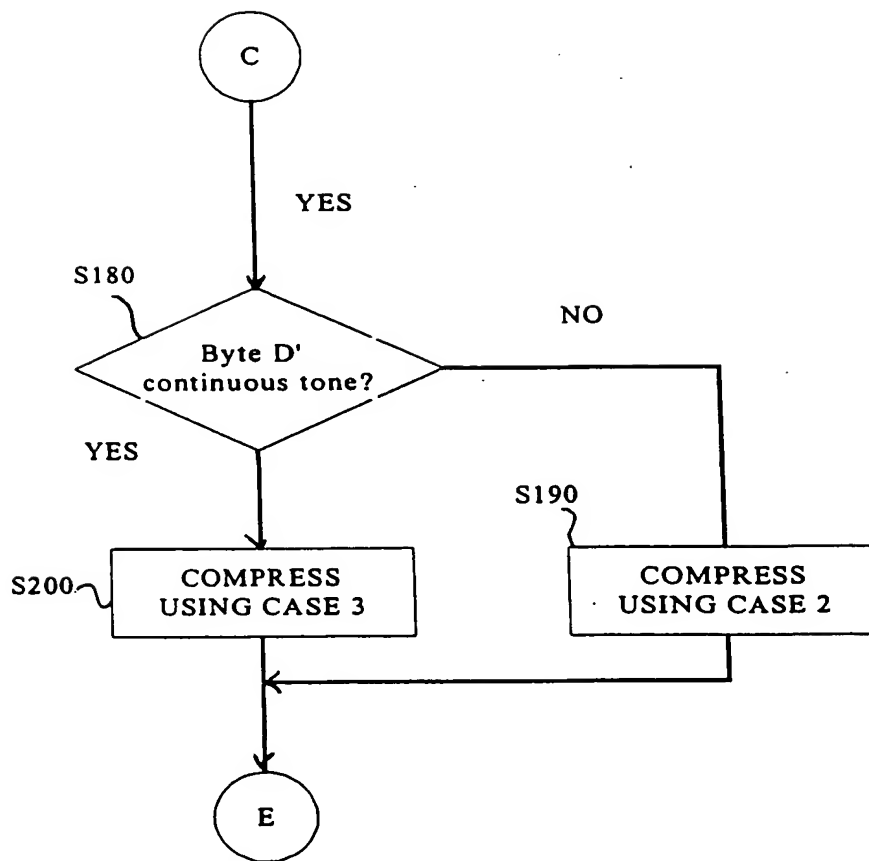 C
YES
S180
NO
Byte D'
continuous tone?
YES
S190
S200
COMPRESS
USING CASE 3
COMPRESS
USING CASE 2
E